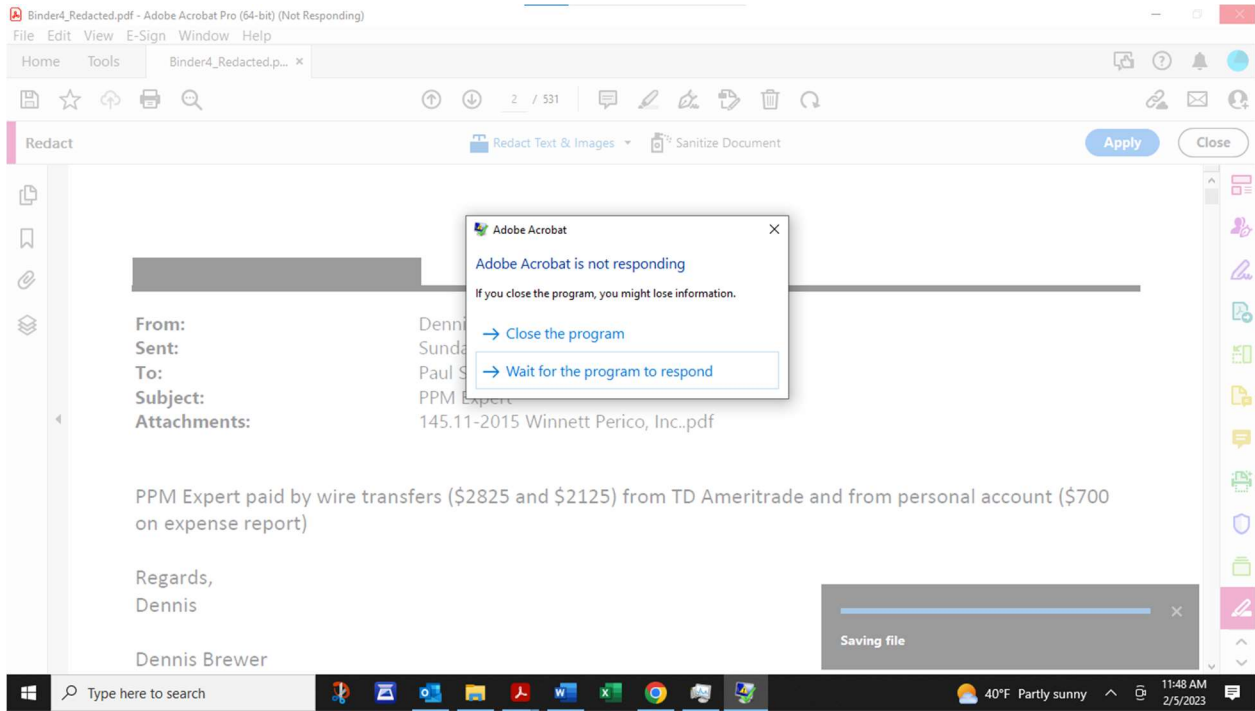 Binder4_Redacted.pdf - Adobe Acrobat Pro (64-bit) (Not Responding)
File Edit View E-Sign Window Help
Home Tools Binder4_Redacted.p... ×
2 / 531
Redact
Redact Text & Images
Sanitize Document
Apply
Close
Adobe Acrobat
Adobe Acrobat is not responding
If you close the program, you might lose information.
Close the program
Wait for the program to respond
From: Denni
Sent: Sunda
To: Paul S
Subject: PPM Expert
Attachments: 145.11-2015 Winnett Perico, Inc..pdf
PPM Expert paid by wire transfers ($2825 and $2125) from TD Ameritrade and from personal account ($700
on expense report)
Regards,
Dennis
Dennis Brewer
Saving file
Type here to search
40°F Partly sunny
11:48 AM
2/5/2023